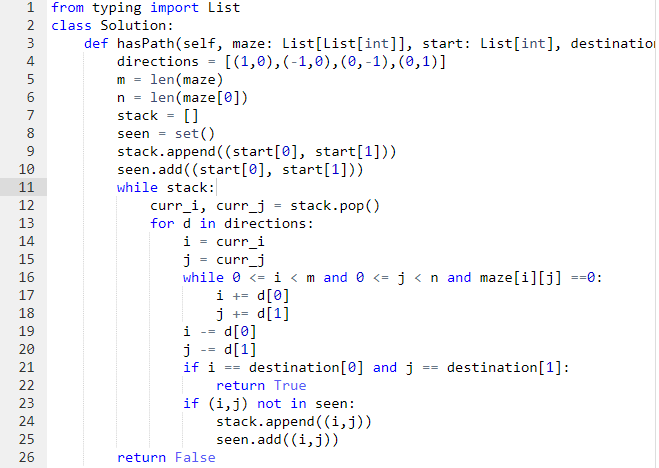 1 from typing import List
2 class Solution:
3     def hasPath(self, maze: List[List[int]], start: List[int], destination
4         directions = [(1,0),(-1,0),(0,-1),(0,1)]
5         m = len(maze)
6         n = len(maze[0])
7         stack = []
8         seen = set()
9         stack.append((start[0], start[1]))
10         seen.add((start[0], start[1]))
11         while stack:
12             curr_i, curr_j = stack.pop()
13             for d in directions:
14                 i = curr_i
15                 j = curr_j
16                 while 0 <= i < m and 0 <= j < n and maze[i][j] ==0:
17                     i += d[0]
18                     j += d[1]
19                 i -= d[0]
20                 j -= d[1]
21                 if i == destination[0] and j == destination[1]:
22                     return True
23                 if (i,j) not in seen:
24                     stack.append((i,j))
25                     seen.add((i,j))
26         return False